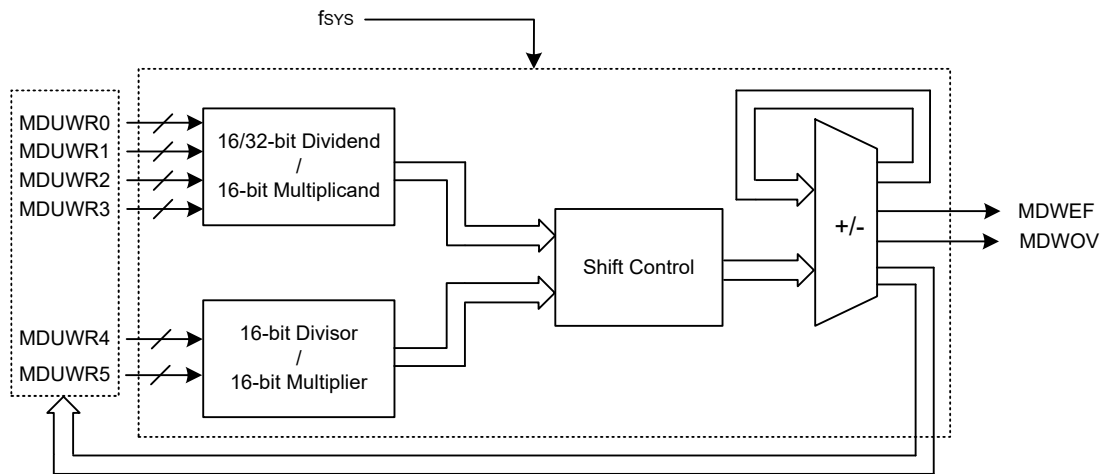 fSYS
MDUWR0
MDUWR1
MDUWR2
MDUWR3
16/32-bit Dividend
/
16-bit Multiplicand
MDUWR4
MDUWR5
16-bit Divisor
/
16-bit Multiplier
Shift Control
+/-
MDWEF
MDWOV